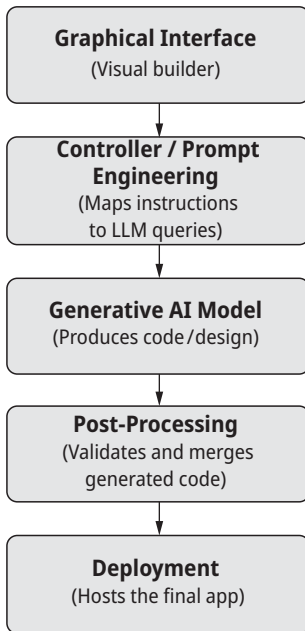 Graphical Interface
(Visual builder)
Controller / Prompt
Engineering
(Maps instructions
to LLM queries)
Generative AI Model
(Produces code/design)
Post-Processing
(Validates and merges
generated code)
Deployment
(Hosts the final app)